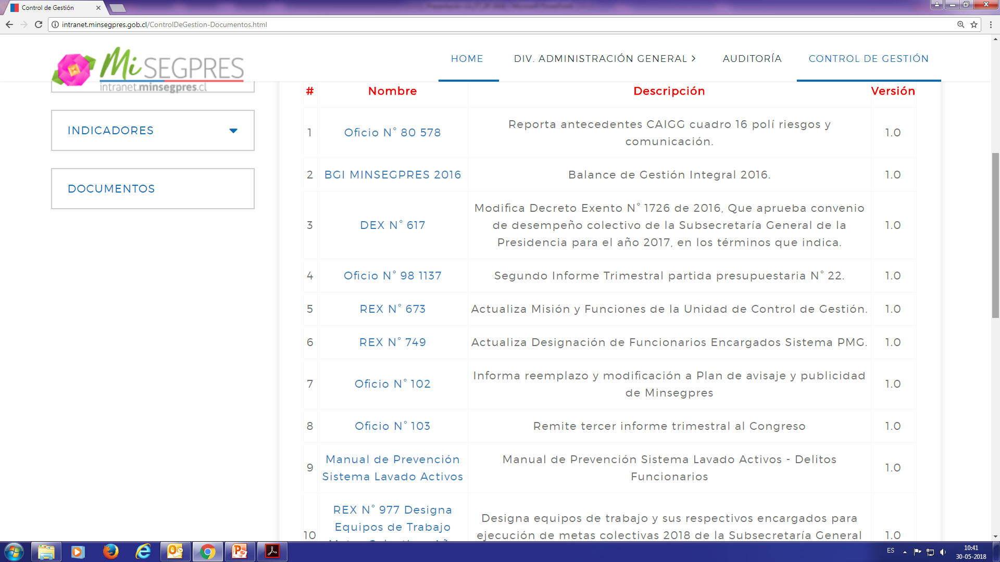 Control de Gestión
intranet.minsegpres.gob.cl/ControlDeGestion-Documentos.html
Mi SEGPRES
intranet.minsegpres.cl
HOME
DIV. ADMINISTRACIÓN GENERAL >
AUDITORÍA
CONTROL DE GESTIÓN
INDICADORES
DOCUMENTOS
# Nombre Descripción Versión
1 Oficio N° 80 578 Reporta antecedentes CAIGG cuadro 16 polí riesgos y
comunicación. 1.0
2 BGI MINSEGPRES 2016 Balance de Gestión Integral 2016. 1.0
3 DEX N° 617 Modifica Decreto Exento N° 1726 de 2016, Que aprueba convenio
de desempeño colectivo de la Subsecretaría General de la
Presidencia para el año 2017, en los términos que indica. 1.0
4 Oficio N° 98 1137 Segundo Informe Trimestral partida presupuestaria N° 22. 1.0
5 REX N° 673 Actualiza Misión y Funciones de la Unidad de Control de Gestión. 1.0
6 REX N° 749 Actualiza Designación de Funcionarios Encargados Sistema PMG. 1.0
7 Oficio N° 102 Informa reemplazo y modificación a Plan de avisaje y publicidad
de Minsegpres 1.0
8 Oficio N° 103 Remite tercer informe trimestral al Congreso 1.0
9 Manual de Prevención
Sistema Lavado Activos Manual de Prevención Sistema Lavado Activos - Delitos
Funcionarios 1.0
10 REX N° 977 Designa
Equipos de Trabajo
Designa equipos de trabajo y sus respectivos encargados para
ejecución de metas colectivas 2018 de la Subsecretaría General 1.0
ES
10:41
30-05-2018